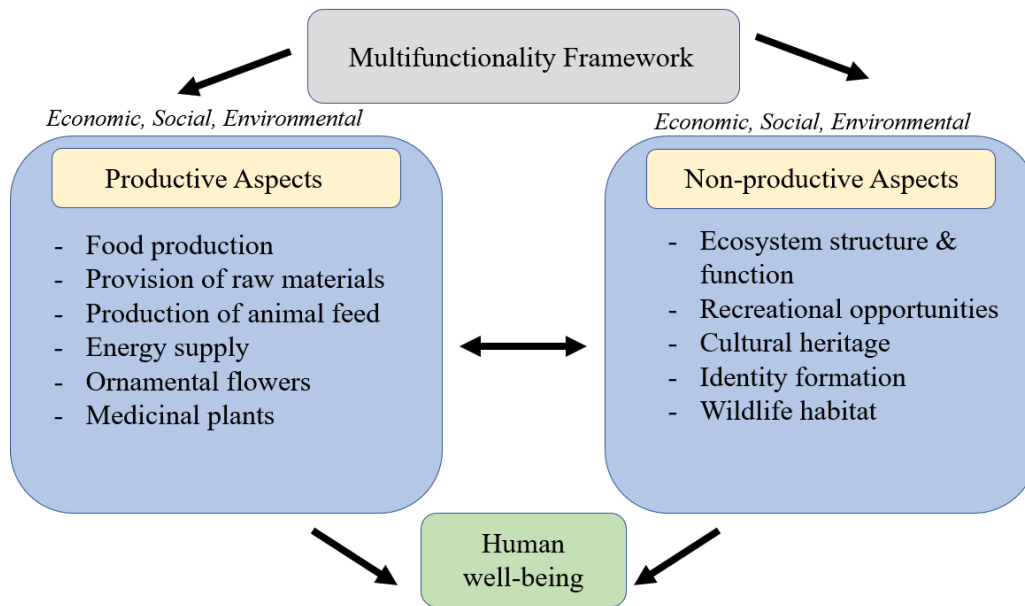 Multifunctionality Framework
Economic, Social, Environmental
Productive Aspects
- Food production
- Provision of raw materials
- Production of animal feed
- Energy supply
- Ornamental flowers
- Medicinal plants
Economic, Social, Environmental
Non-productive Aspects
- Ecosystem structure &
function
- Recreational opportunities
- Cultural heritage
- Identity formation
- Wildlife habitat
Human
well-being